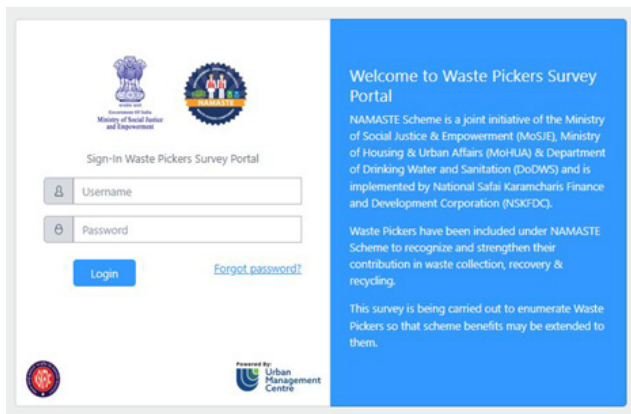 Government Of India
Ministry of Social Justice
and Empowerment
NAMASTE
Sign-In Waste Pickers Survey Portal
Username
Password
Login
Forgot password?
Powered By:
Urban
Management
Centre
Welcome to Waste Pickers Survey
Portal
NAMASTE Scheme is a joint initiative of the Ministry
of Social Justice & Empowerment (MoSJE), Ministry
of Housing & Urban Affairs (MoHUA) & Department
of Drinking Water and Sanitation (DoDWS) and is
implemented by National Safai Karamcharis Finance
and Development Corporation (NSKFDC).
Waste Pickers have been included under NAMASTE
Scheme to recognize and strengthen their
contribution in waste collection, recovery &
recycling.
This survey is being carried out to enumerate Waste
Pickers so that scheme benefits may be extended to
them.